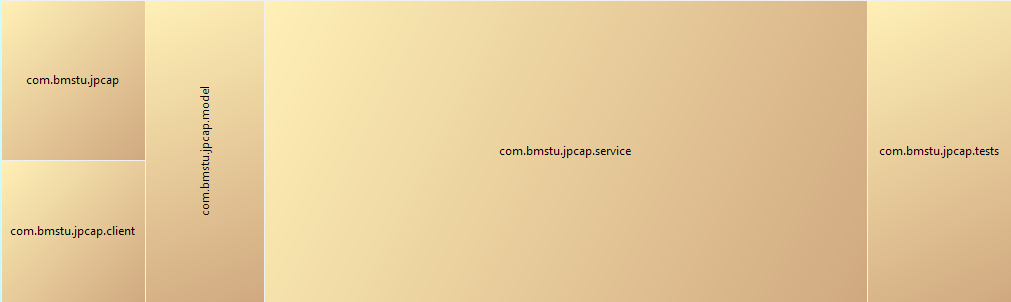 com.bmstu.jpcap
com.bmstu.jpcap.client
com.bmstu.jpcap.model
com.bmstu.jpcap.service
com.bmstu.jpcap.tests